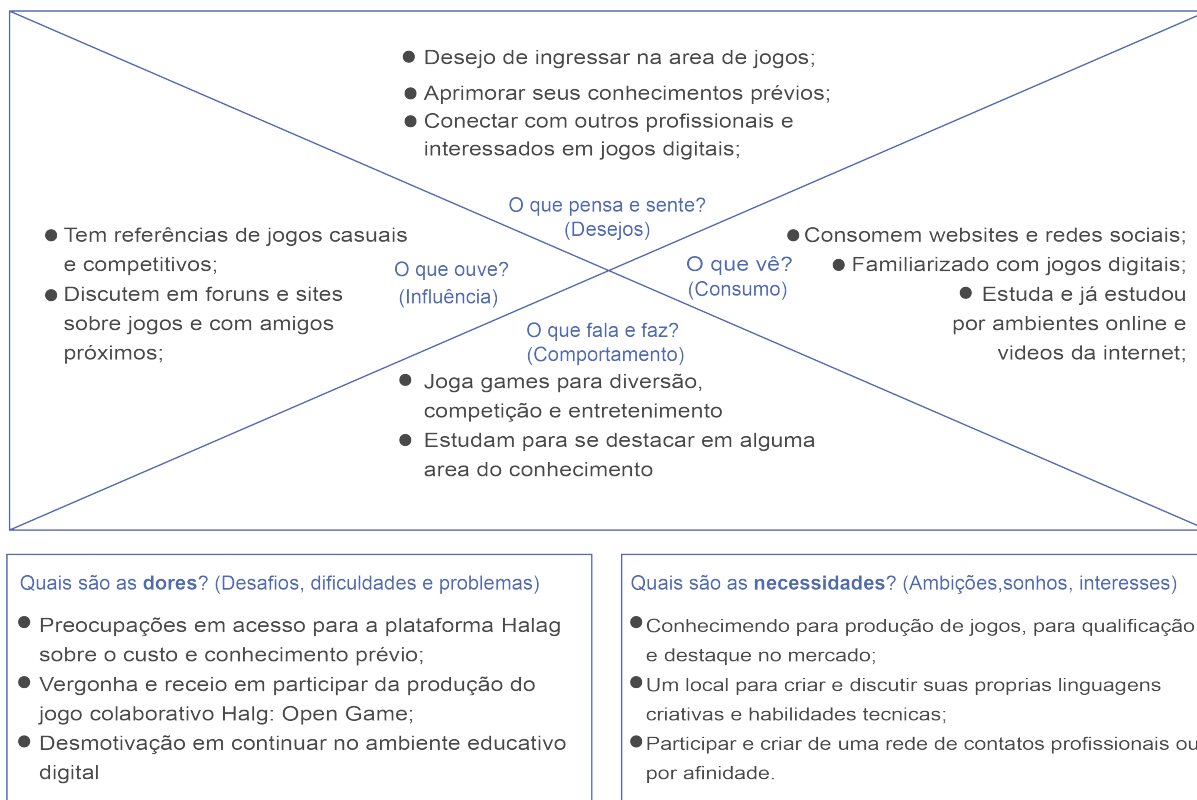 ● Desejo de ingressar na area de jogos;
● Aprimorar seus conhecimentos prévios;
● Conectar com outros profissionais e
interessados em jogos digitais;
O que pensa e sente?
(Desejos)
● Tem referências de jogos casuais
e competitivos;
● Discutem em foruns e sites
sobre jogos e com amigos
próximos;
O que ouve?
(Influência)
O que vê?
(Consumo)
● Consomem websites e redes sociais;
● Familiarizado com jogos digitais;
● Estuda e já estudou
por ambientes online e
videos da internet;
O que fala e faz?
(Comportamento)
● Joga games para diversão,
competição e entretenimento
● Estudam para se destacar em alguma
area do conhecimento
Quais são as dores? (Desafios, dificuldades e problemas)
● Preocupações em acesso para a plataforma Halag
sobre o custo e conhecimento prévio;
● Vergonha e receio em participar da produção do
jogo colaborativo Halg: Open Game;
● Desmotivação em continuar no ambiente educativo
digital
Quais são as necessidades? (Ambições,sonhos, interesses)
● Conhecimendo para produção de jogos, para qualificação
e destaque no mercado;
● Um local para criar e discutir suas proprias linguagens
criativas e habilidades tecnicas;
● Participar e criar de uma rede de contatos profissionais ou
por afinidade.